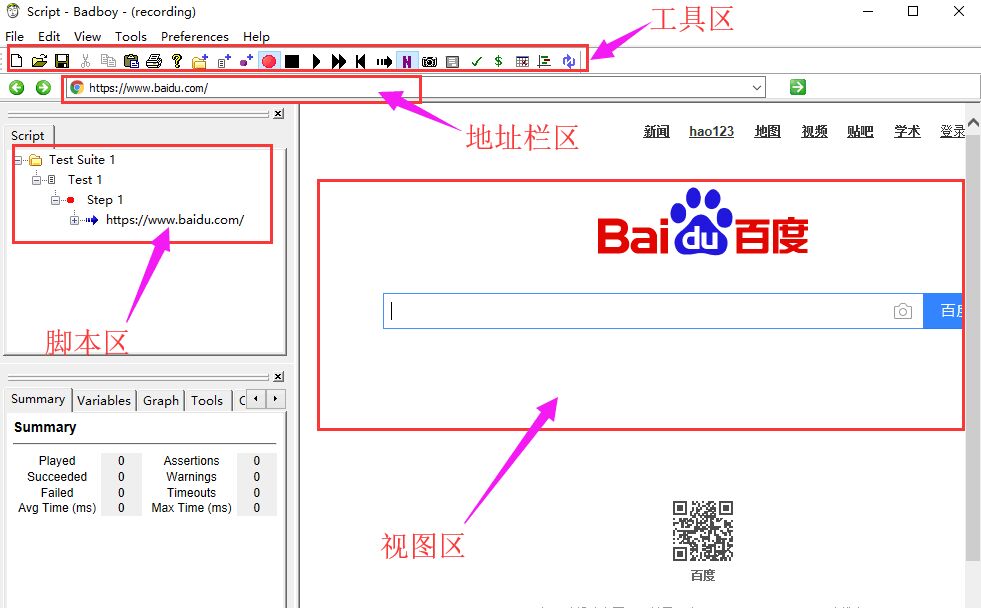 Script - Badboy - (recording)
工具区
File Edit View Tools Preferences Help
https://www.baidu.com/
地址栏区
Script
新闻 hao123 地图 视频 贴吧 学术 登录
Test Suite 1
Test 1
Step 1
https://www.baidu.com/
Bai du 百度
百度
脚本区
Summary Variables Graph Tools
Summary
Played 0 Assertions 0
Succeeded 0 Warnings 0
Failed 0 Timeouts 0
Avg Time (ms) 0 Max Time (ms) 0
视图区
百度